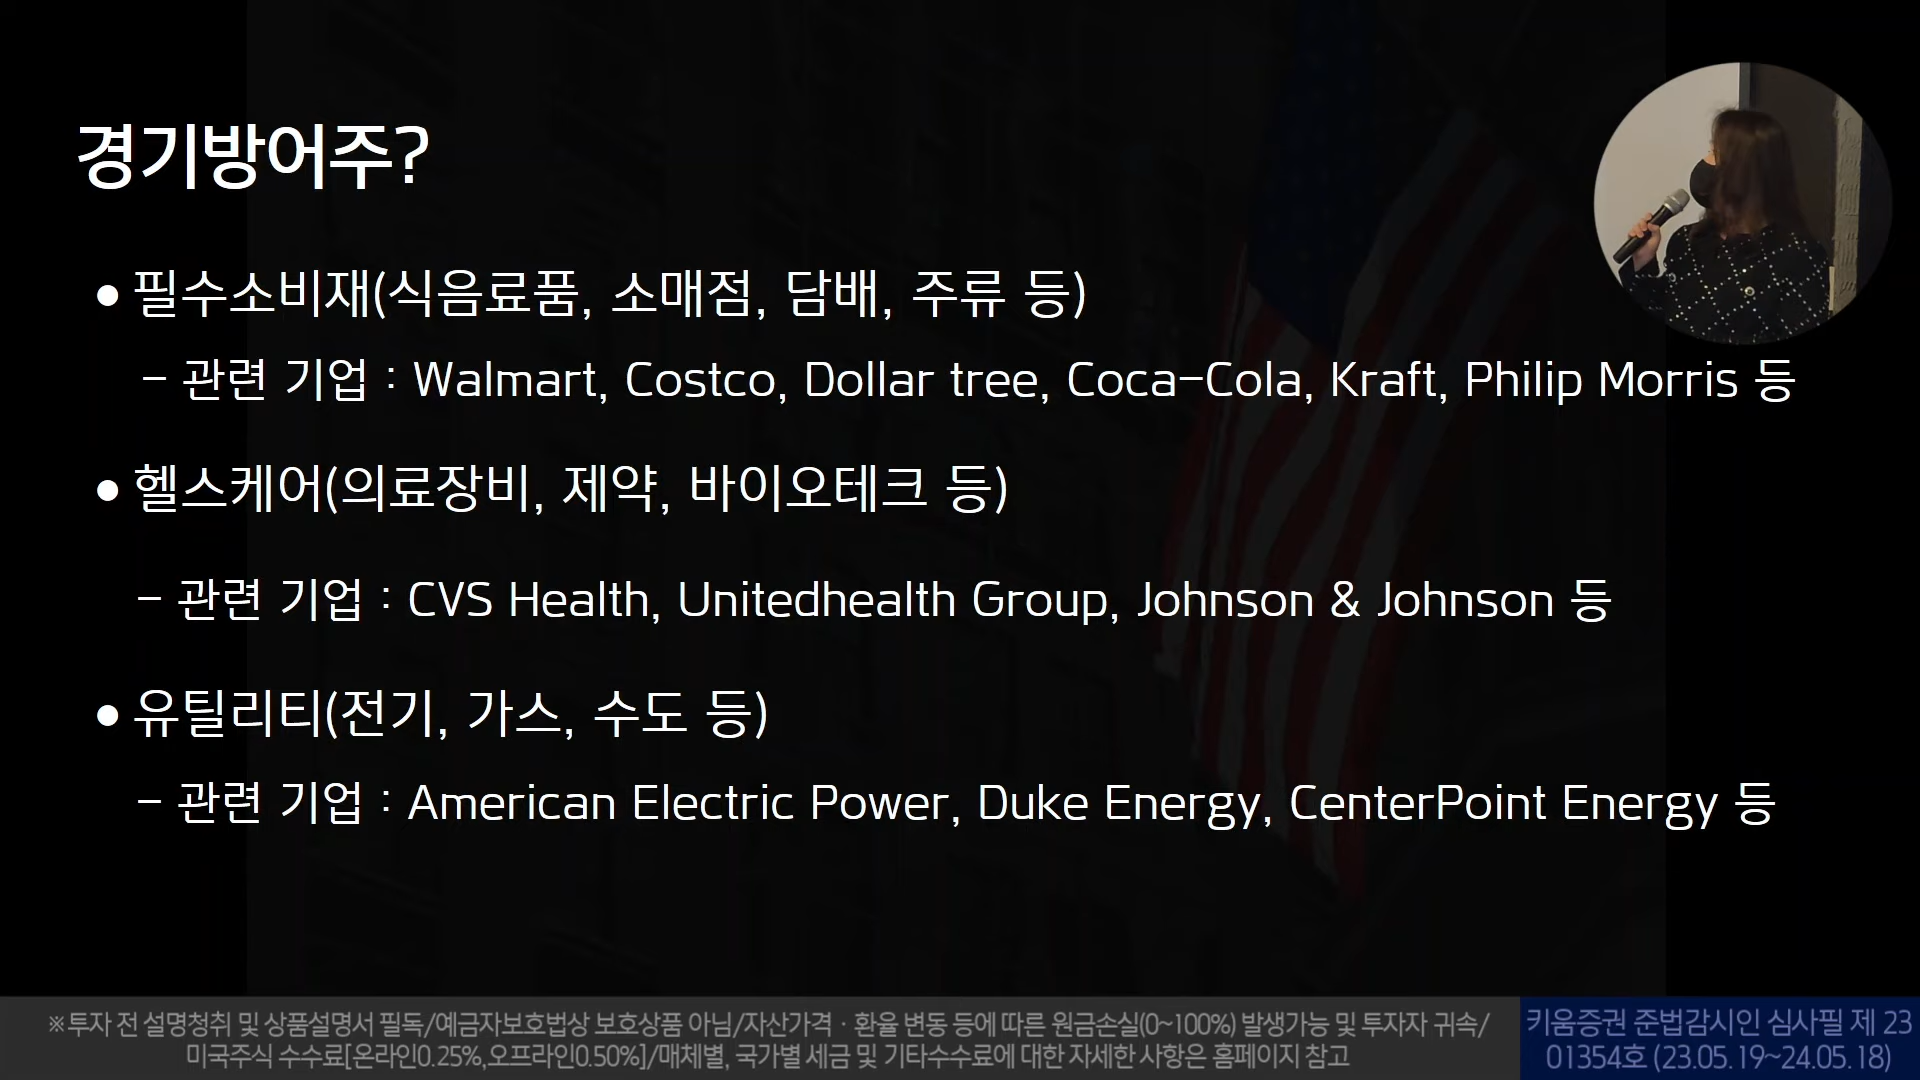 경기방어주?
● 필수소비재(식음료품, 소매점, 담배, 주류 등)
- 관련 기업 : Walmart, Costco, Dollar tree, Coca-Cola, Kraft, Philip Morris 등
● 헬스케어(의료장비, 제약, 바이오테크 등)
- 관련 기업 : CVS Health, Unitedhealth Group, Johnson & Johnson 등
● 유틸리티(전기, 가스, 수도 등)
- 관련 기업 : American Electric Power, Duke Energy, CenterPoint Energy 등
※투자 전 설명청취 및 상품설명서 필독/예금자보호법상 보호상품 아님/자산가격·환율 변동 등에 따른 원금손실(0~100%) 발생가능 및 투자자 귀속/
미국주식 수수료[온라인0.25%,오프라인0.50%]/매체별, 국가별 세금 및 기타수수료에 대한 자세한 사항은 홈페이지 참고
키움증권 준법감시인 심사필 제 23
01354호 (23.05.19~24.05.18)